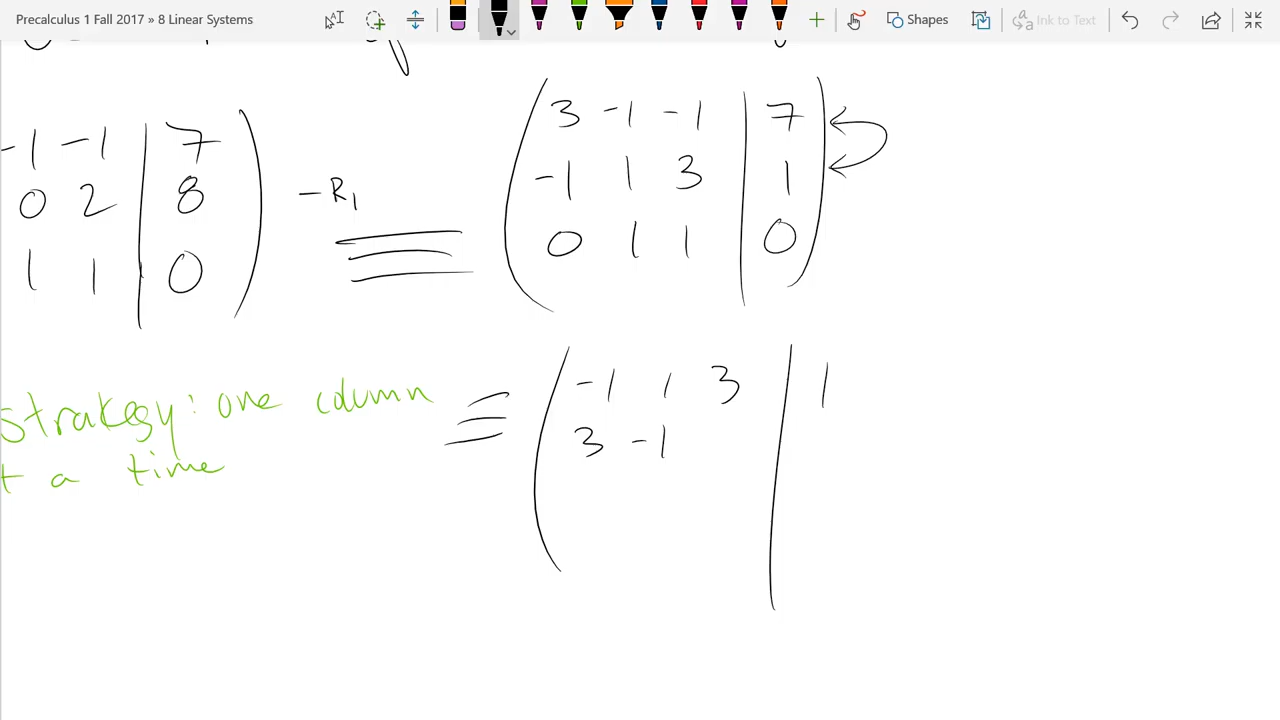 Precalculus 1 Fall 2017 » 8 Linear Systems
Shapes
Ink to Text
-1 -1 | 7
0 2 | 8
1 1 | 0
-R1
3 -1 -1 | 7
-1 1 3 | 1
0 1 1 | 0
strategy: one column
t a time
≡
-1 1 3 | 1
3 -1